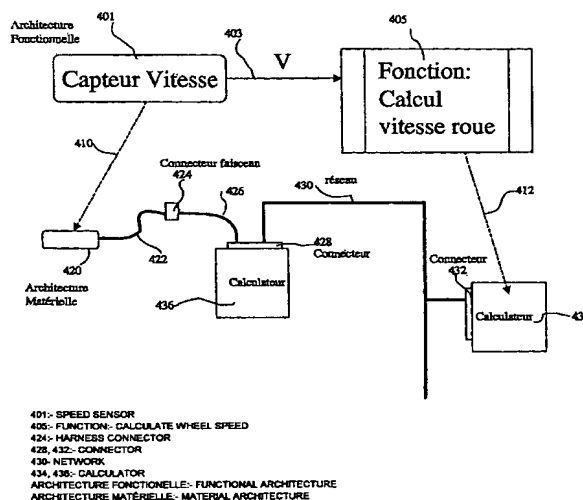 Architecture
Fonctionnelle
401
Capteur Vitesse
403
V
405
Fonction:
Calcul
vitesse roue
410
Connecteur faisceau
424
426
430
réseau
412
420
422
428
Connecteur
Architecture
Matérielle
436
Calculateur
Connecteur
432
Calculateur
401:- SPEED SENSOR
405:- FUNCTION:- CALCULATE WHEEL SPEED
424:- HARNESS CONNECTOR
428, 432:- CONNECTOR
430- NETWORK
434, 436:- CALCULATOR
ARCHITECTURE FONCTIONELLE:- FUNCTIONAL ARCHITECTURE
ARCHITECTURE MATÉRIELLE:- MATERIAL ARCHITECTURE